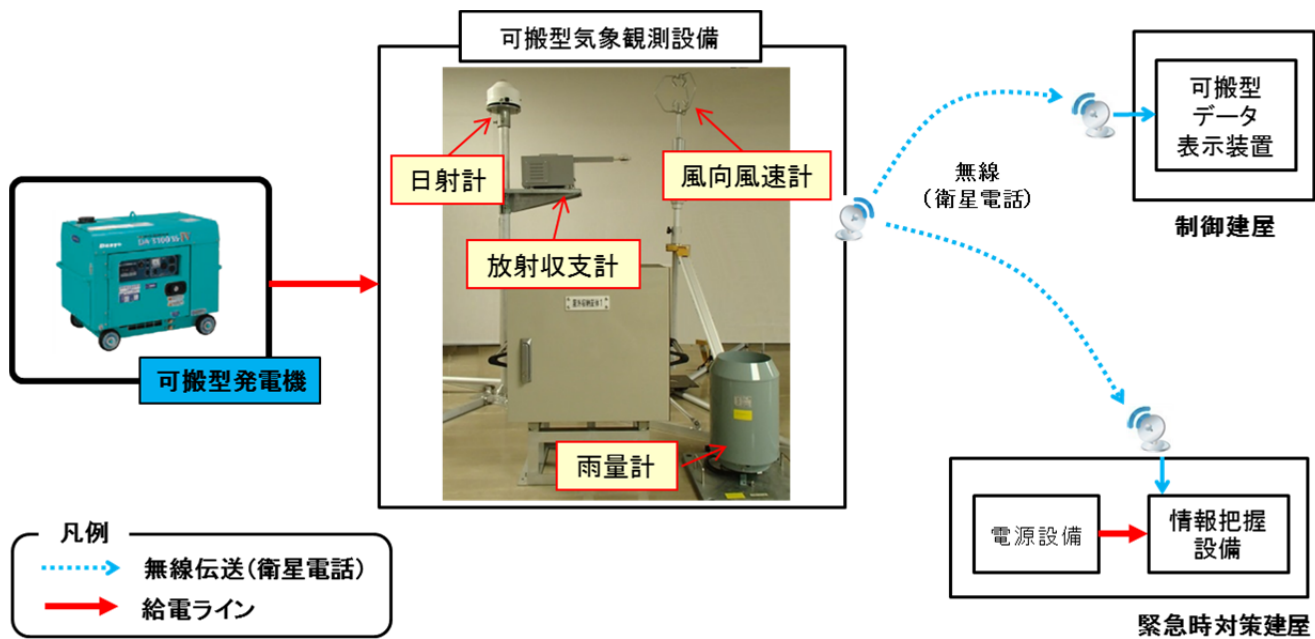 可搬型気象観測設備
日射計
放射収支計
風向風速計
雨量計
可搬型発電機
無線
(衛星電話)
可搬型
データ
表示装置
制御建屋
電源設備
情報把握
設備
緊急時対策建屋
凡例
無線伝送(衛星電話)
給電ライン